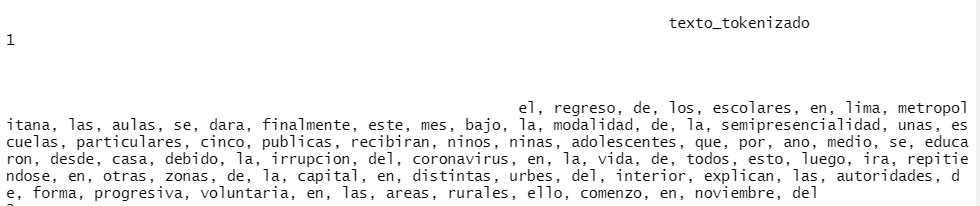 texto_tokenizado
1
el, regreso, de, los, escolares, en, lima, metropol
itana, las, aulas, se, dara, finalmente, este, mes, bajo, la, modalidad, de, la, semipresencialidad, unas, es
cuelas, particulares, cinco, publicas, recibiran, ninos, ninas, adolescentes, que, por, ano, medio, se, educa
ron, desde, casa, debido, la, irrupcion, del, coronavirus, en, la, vida, de, todos, esto, luego, ira, repitie
ndose, en, otras, zonas, de, la, capital, en, distintas, urbes, del, interior, explican, las, autoridades, d
e, forma, progresiva, voluntaria, en, las, areas, rurales, ello, comenzo, en, noviembre, del